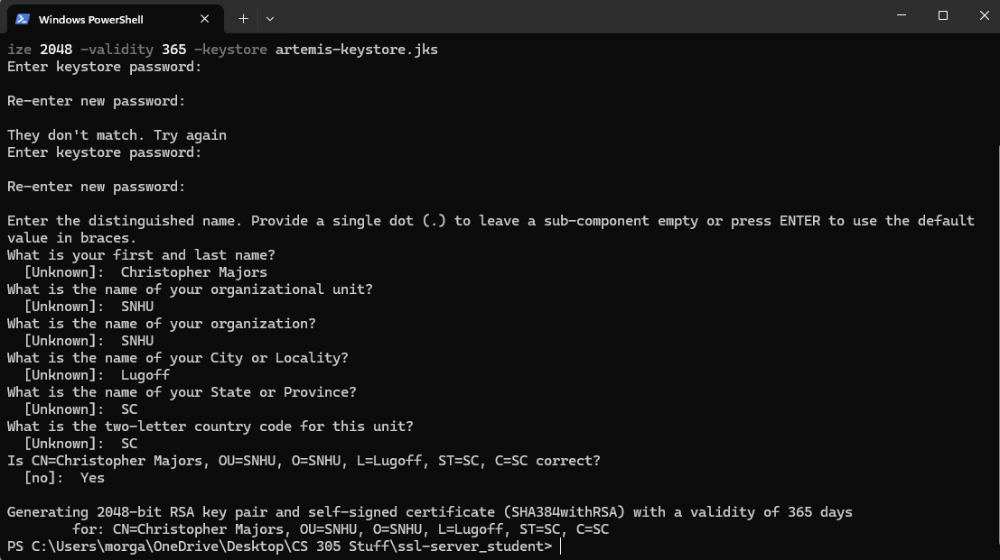 Windows PowerShell
ize 2048 -validity 365 -keystore artemis-keystore.jks
Enter keystore password:
Re-enter new password:
They don't match. Try again
Enter keystore password:
Re-enter new password:
Enter the distinguished name. Provide a single dot (.) to leave a sub-component empty or press ENTER to use the default
value in braces.
What is your first and last name?
[Unknown]: Christopher Majors
What is the name of your organizational unit?
[Unknown]: SNHU
What is the name of your organization?
[Unknown]: SNHU
What is the name of your City or Locality?
[Unknown]: Lugoff
What is the name of your State or Province?
[Unknown]: SC
What is the two-letter country code for this unit?
[Unknown]: SC
Is CN=Christopher Majors, OU=SNHU, O=SNHU, L=Lugoff, ST=SC, C=SC correct?
[no]: Yes
Generating 2048-bit RSA key pair and self-signed certificate (SHA384withRSA) with a validity of 365 days
for: CN=Christopher Majors, OU=SNHU, O=SNHU, L=Lugoff, ST=SC, C=SC
PS C:\Users\morga\OneDrive\Desktop\CS 305 Stuff\ssl-server_student>